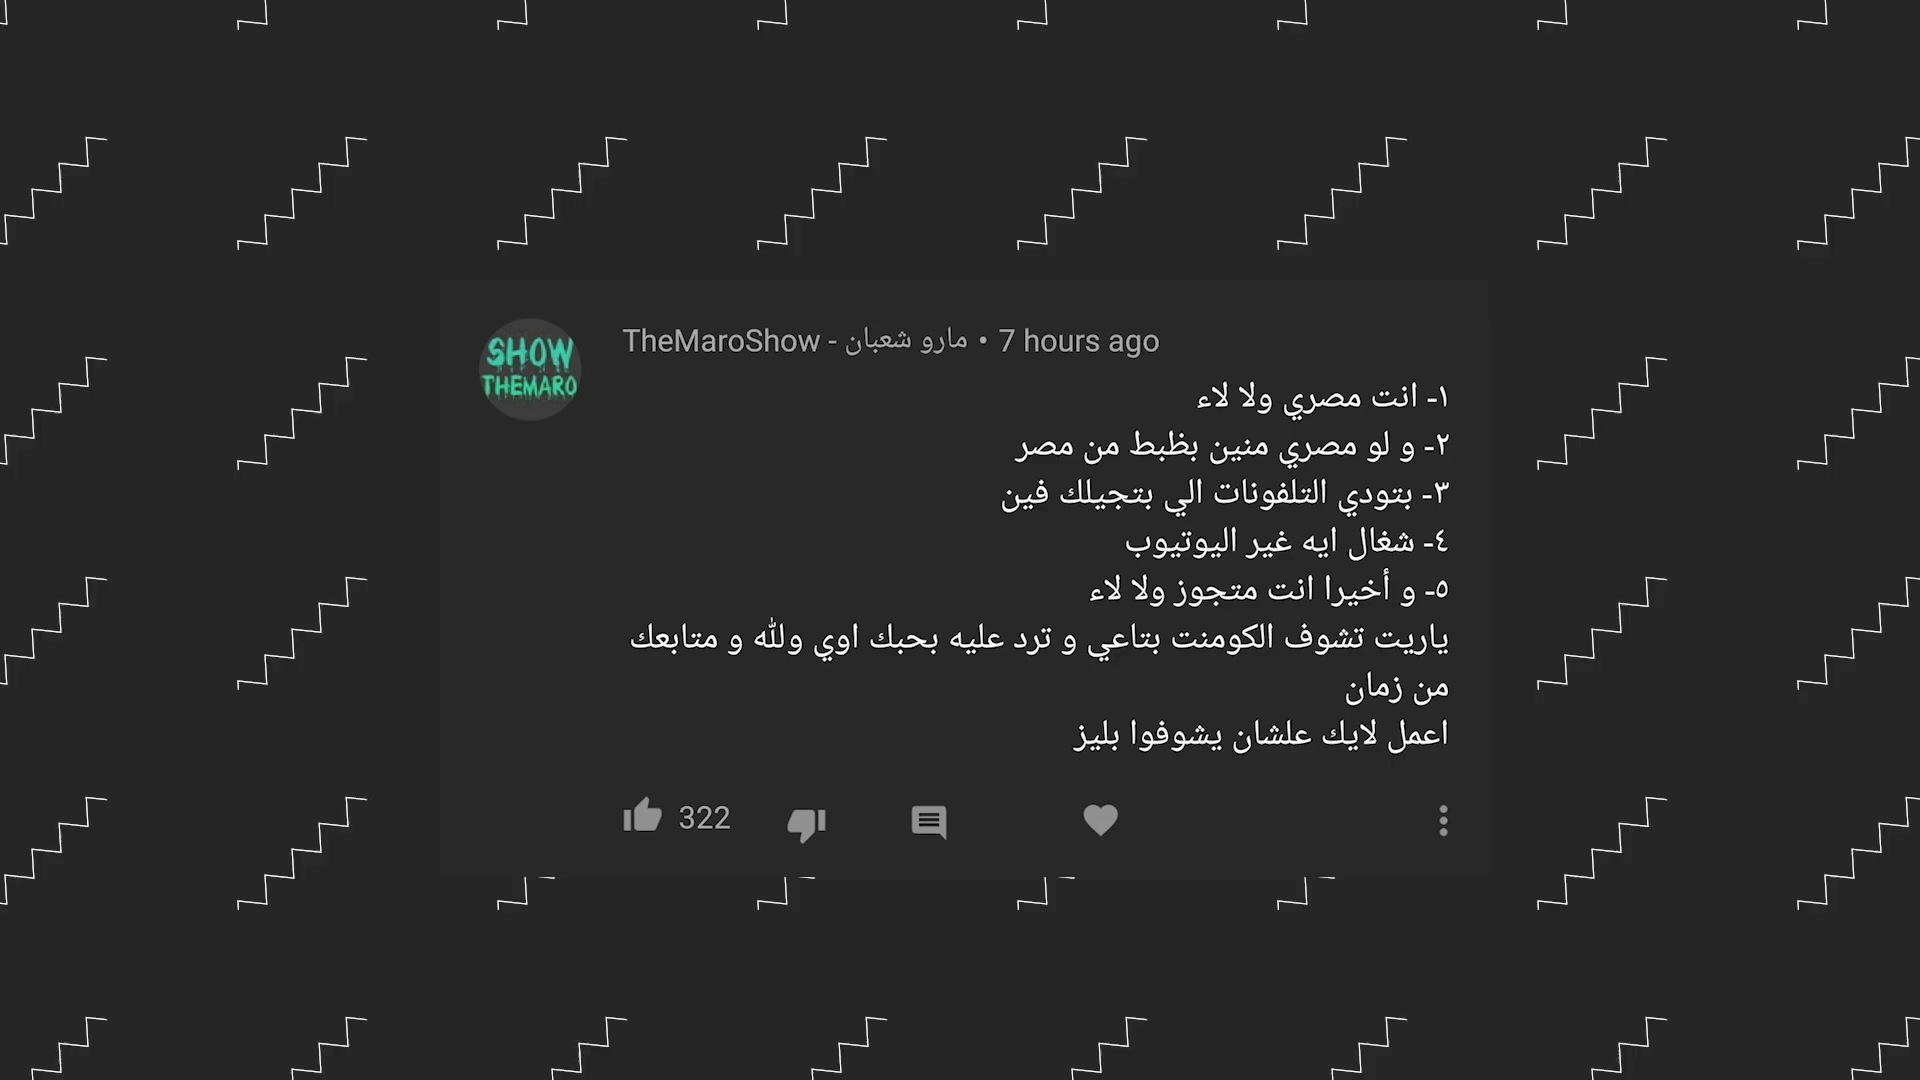 SHOW
THEMARO
TheMaroShow - مارو شعبان • 7 hours ago
١- انت مصري ولا لاء
٢- و لو مصري منين بظبط من مصر
٣- بتودي التلفونات الي بتجيلك فين
٤- شغال ايه غير اليوتيوب
٥- و أخيرا انت متجوز ولا لاء
ياريت تشوف الكومنت بتاعي و ترد عليه بحبك اوي ولله و متابعك
من زمان
اعمل لايك علشان يشوفوا بليز
322